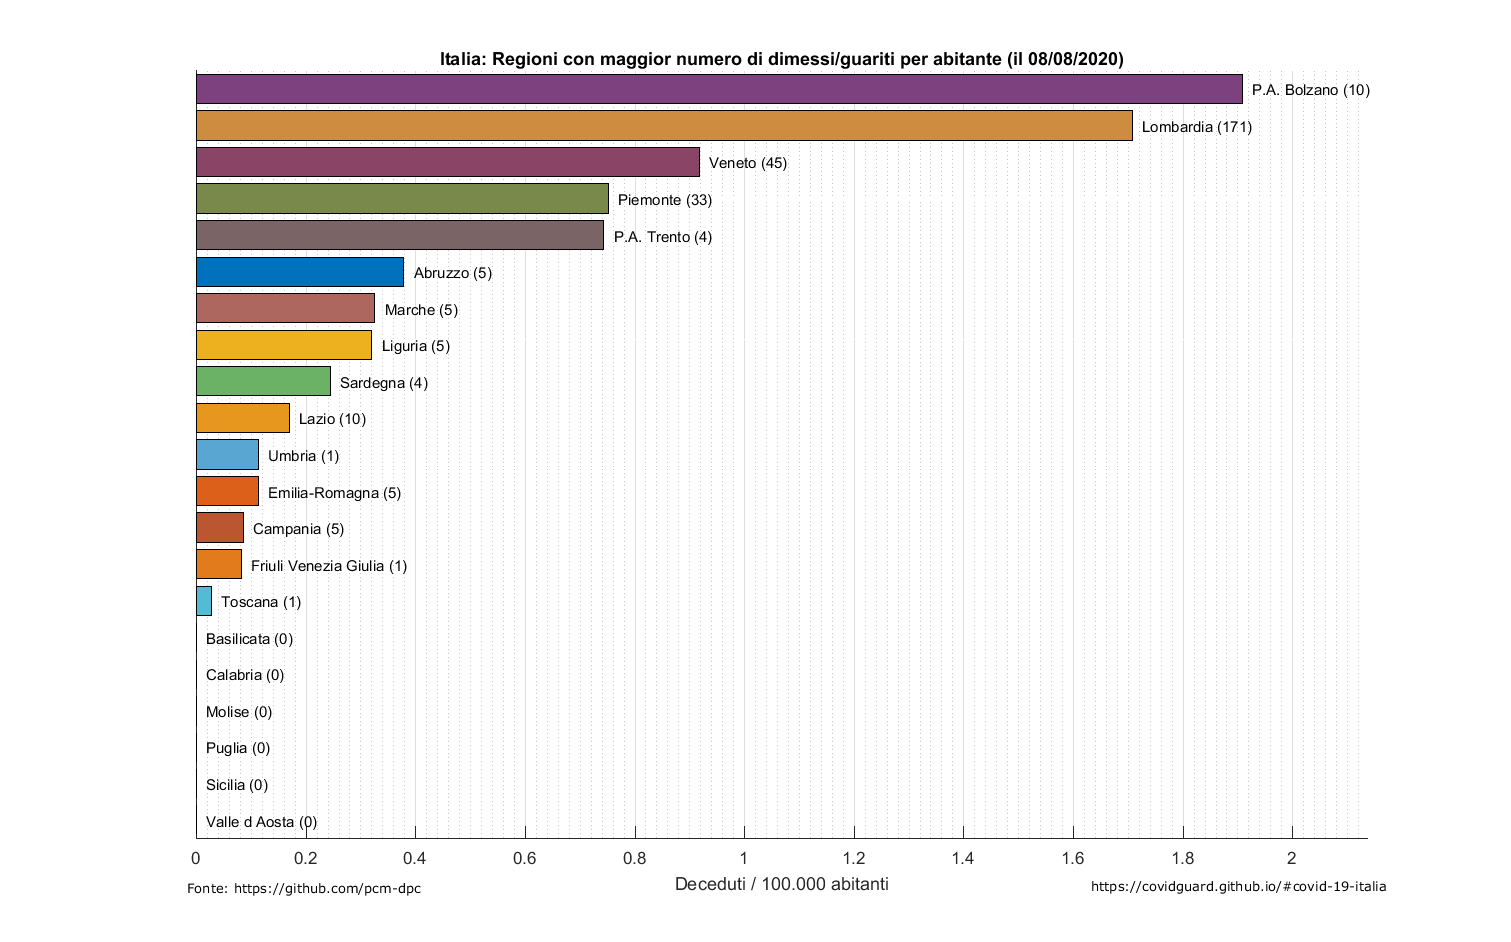 Italia: Regioni con maggior numero di dimessi/guariti per abitante (il 08/08/2020)
P.A. Bolzano (10)
Lombardia (171)
Veneto (45)
Piemonte (33)
P.A. Trento (4)
Abruzzo (5)
Marche (5)
Liguria (5)
Sardegna (4)
Lazio (10)
Umbria (1)
Emilia-Romagna (5)
Campania (5)
Friuli Venezia Giulia (1)
Toscana (1)
Basilicata (0)
Calabria (0)
Molise (0)
Puglia (0)
Sicilia (0)
Valle d Aosta (0)
0 0.2 0.4 0.6 0.8 1 1.2 1.4 1.6 1.8 2
Deceduti / 100.000 abitanti
Fonte: https://github.com/pcm-dpc
https://covidguard.github.io/#covid-19-italia